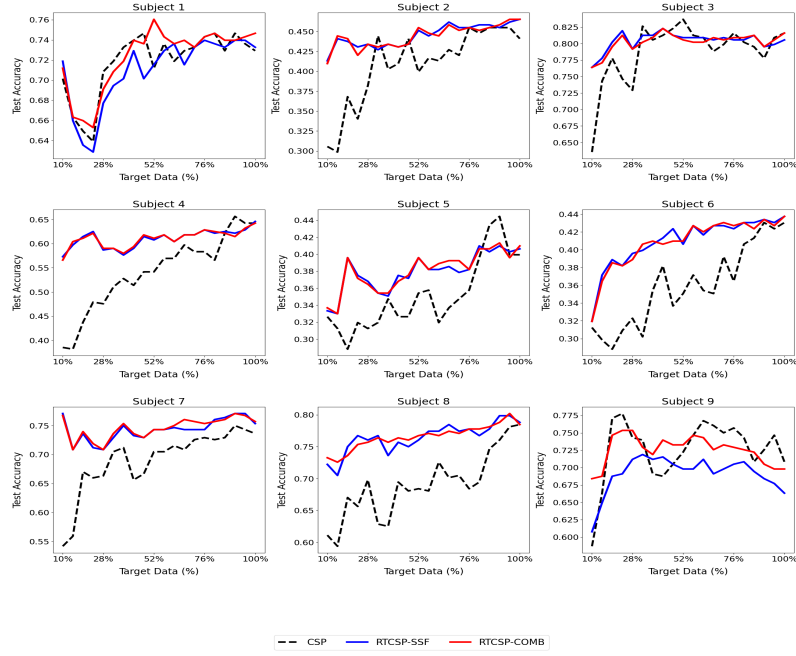 Subject 1
Test Accuracy
0.76
0.74
0.72
0.70
0.68
0.66
0.64
10% 28% 52% 76% 100%
Target Data (%)
Subject 2
Test Accuracy
0.450
0.425
0.400
0.375
0.350
0.325
0.300
10% 28% 52% 76% 100%
Target Data (%)
Subject 3
Test Accuracy
0.825
0.800
0.775
0.750
0.725
0.700
0.675
0.650
10% 28% 52% 76% 100%
Target Data (%)
Subject 4
Test Accuracy
0.65
0.60
0.55
0.50
0.45
0.40
10% 28% 52% 76% 100%
Target Data (%)
Subject 5
Test Accuracy
0.44
0.42
0.40
0.38
0.36
0.34
0.32
0.30
10% 28% 52% 76% 100%
Target Data (%)
Subject 6
Test Accuracy
0.44
0.42
0.40
0.38
0.36
0.34
0.32
0.30
10% 28% 52% 76% 100%
Target Data (%)
Subject 7
Test Accuracy
0.75
0.70
0.65
0.60
0.55
10% 28% 52% 76% 100%
Target Data (%)
Subject 8
Test Accuracy
0.80
0.75
0.70
0.65
0.60
10% 28% 52% 76% 100%
Target Data (%)
Subject 9
Test Accuracy
0.775
0.750
0.725
0.700
0.675
0.650
0.625
0.600
10% 28% 52% 76% 100%
Target Data (%)
CSP RTCSP-SSF RTCSP-COMB